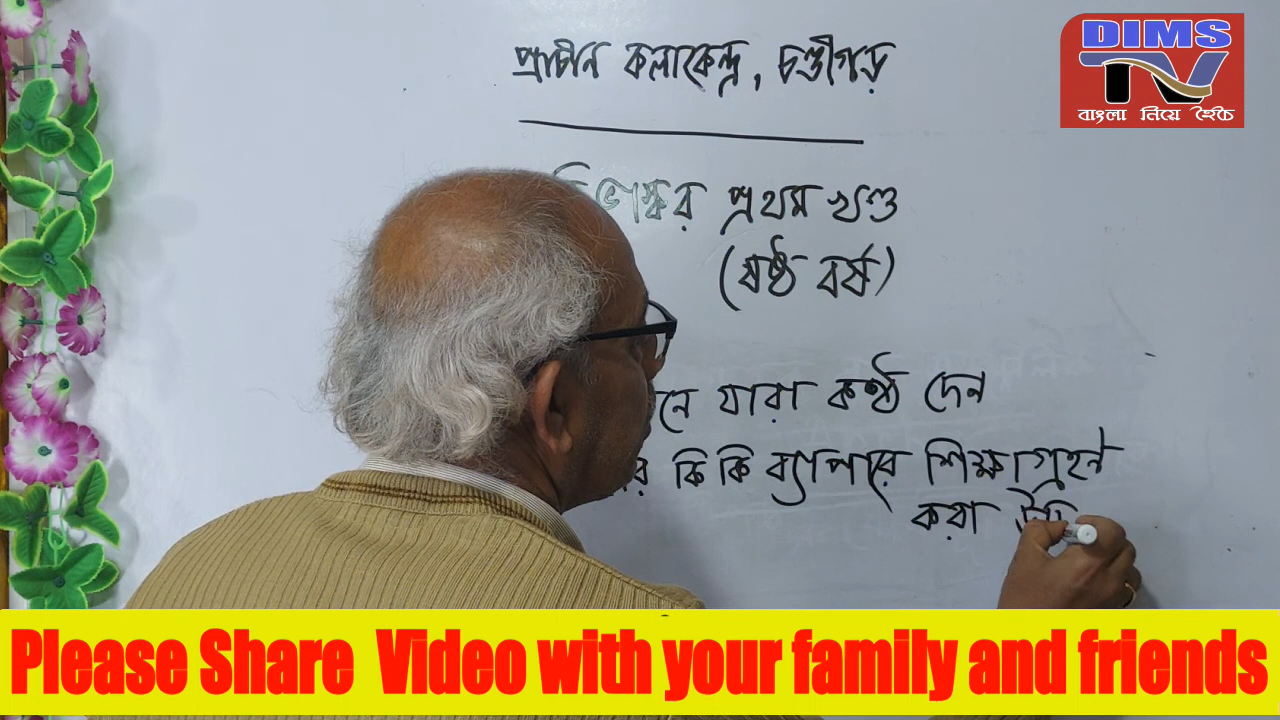 প্রাচীন কলাকেন্দ্র, চণ্ডীগড়
DIMS
TV
বাংলা নিয়ে হৈচৈ
প্রথম খণ্ড
(ষষ্ঠ বর্ষ)
যারা কণ্ঠ দেন
কি কি ব্যাপারে শিক্ষাগ্রহন
করা
Please Share Video with your family and friends